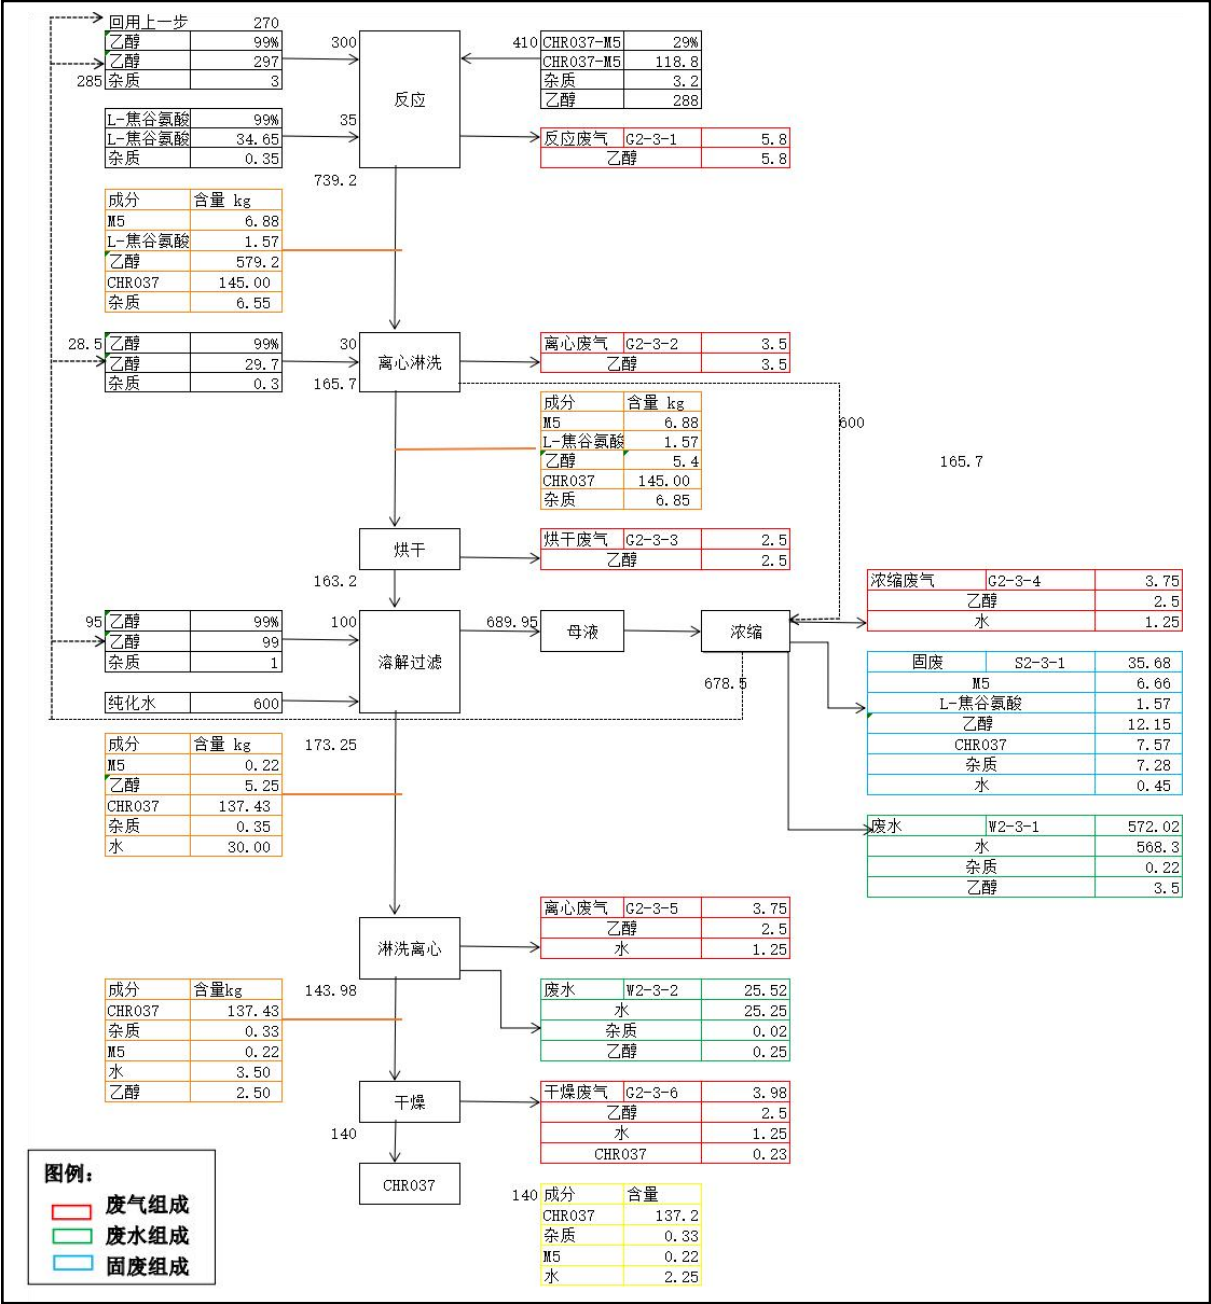 回用上一步 270
乙醇 99% 300
乙醇 297
285 杂质 3
410 CHR037-M5 29%
CHR037-M5 118.8
杂质 3.2
乙醇 288
反应
L-焦谷氨酸 99% 35
L-焦谷氨酸 34.65
杂质 0.35
反应废气 G2-3-1 5.8
乙醇 5.8
739.2
成分 含量 kg
M5 6.88
L-焦谷氨酸 1.57
乙醇 579.2
CHR037 145.00
杂质 6.55
28.5 乙醇 99% 30
乙醇 29.7
杂质 0.3
离心淋洗
165.7
离心废气 G2-3-2 3.5
乙醇 3.5
成分 含量 kg
M5 6.88
L-焦谷氨酸 1.57
乙醇 5.4
CHR037 145.00
杂质 6.85
600
165.7
烘干
烘干废气 G2-3-3 2.5
乙醇 2.5
163.2
浓缩废气 G2-3-4 3.75
乙醇 2.5
水 1.25
95 乙醇 99% 100
乙醇 99
杂质 1
溶解过滤
689.95
母液
浓缩
纯化水 600
678.5
固废 S2-3-1 35.68
M5 6.66
L-焦谷氨酸 1.57
乙醇 12.15
CHR037 7.57
杂质 7.28
水 0.45
173.25
成分 含量 kg
M5 0.22
乙醇 5.25
CHR037 137.43
杂质 0.35
水 30.00
废水 W2-3-1 572.02
水 568.3
杂质 0.22
乙醇 3.5
淋洗离心
离心废气 G2-3-5 3.75
乙醇 2.5
水 1.25
143.98
成分 含量kg
CHR037 137.43
杂质 0.33
M5 0.22
水 3.50
乙醇 2.50
废水 W2-3-2 25.52
水 25.25
杂质 0.02
乙醇 0.25
干燥
干燥废气 G2-3-6 3.98
乙醇 2.5
水 1.25
CHR037 0.23
140
CHR037
140 成分 含量
CHR037 137.2
杂质 0.33
M5 0.22
水 2.25
图例：
废气组成
废水组成
固废组成